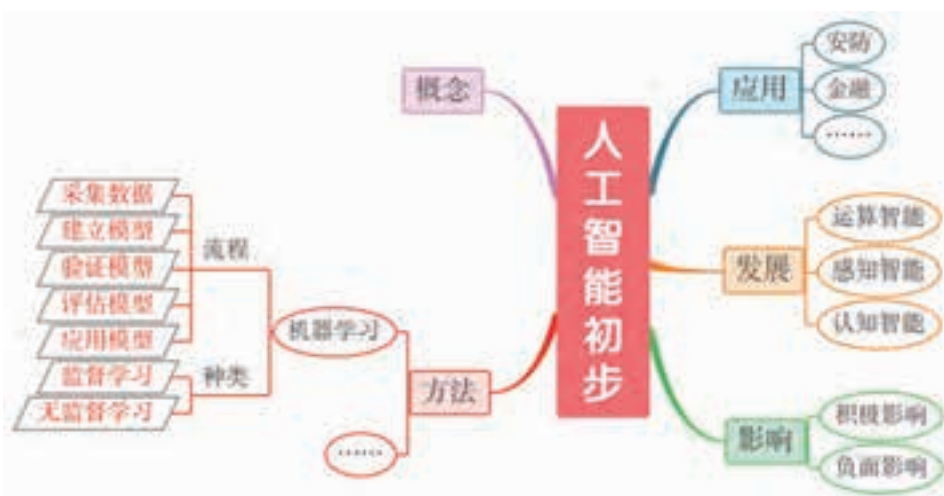 人工智能初步
概念
应用
安防
金融
……
发展
运算智能
感知智能
认知智能
影响
积极影响
负面影响
方法
机器学习
……
流程
采集数据
建立模型
验证模型
评估模型
应用模型
种类
监督学习
无监督学习